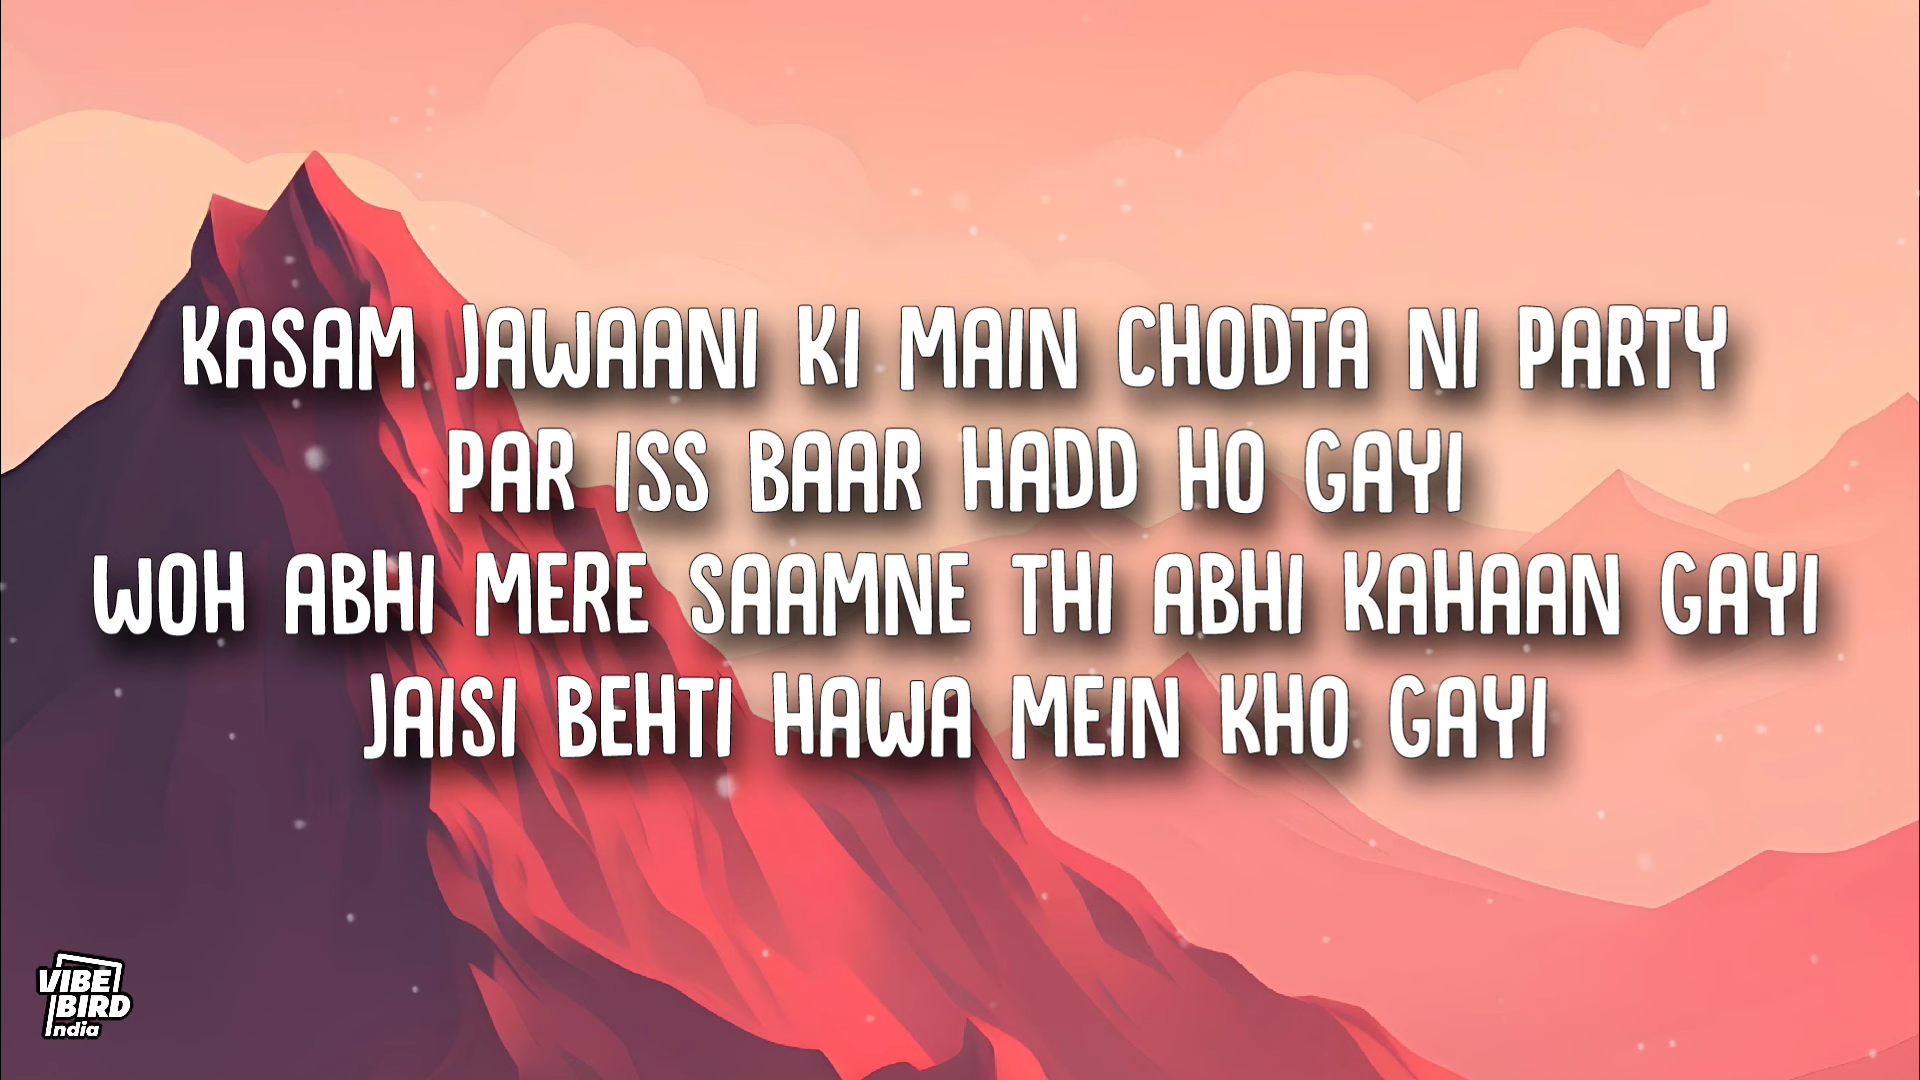 KASAM JAWAANI KI MAIN CHODTA NI PARTY
PAR ISS BAAR HADD HO GAYI
WOH ABHI MERE SAAMNE THI ABHI KAHAAN GAYI
JAISI BEHTI HAWA MEIN KHO GAYI
VIBE
BIRD
India